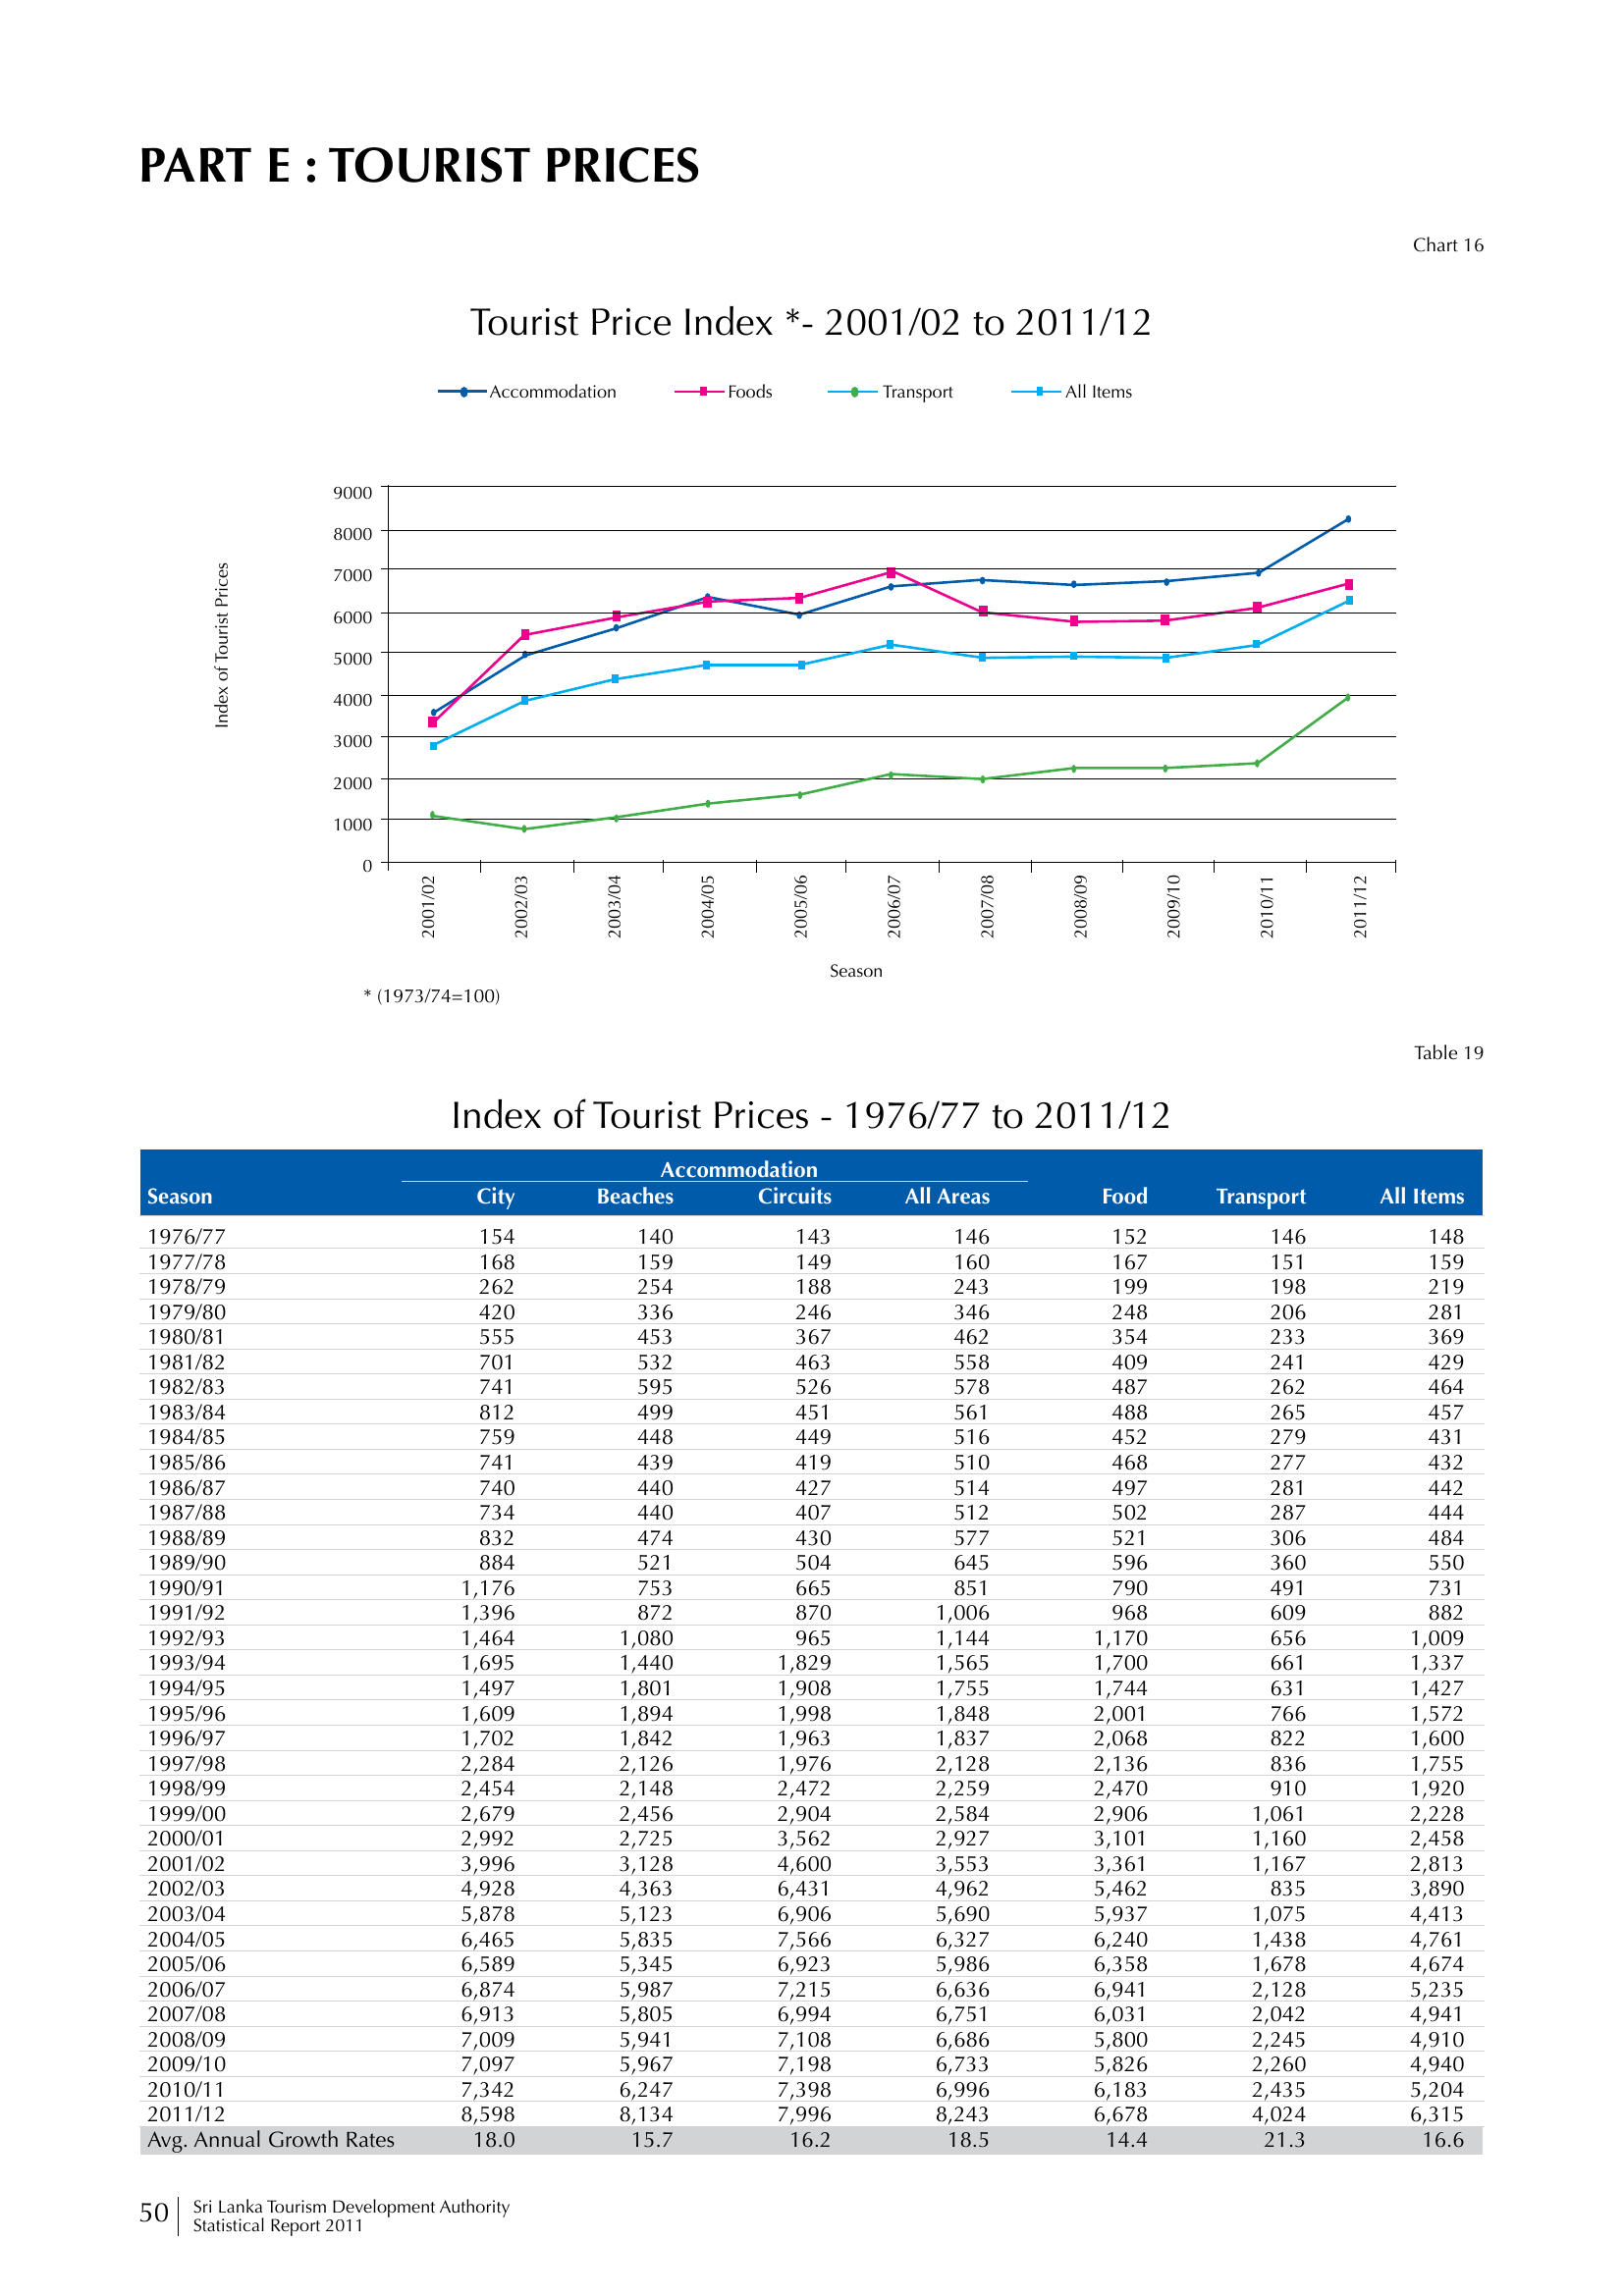 PART E : TOURIST PRICES
Chart 16
Tourist Price Index *- 2001/02 to 2011/12
Accommodation Foods Transport All Items
Index of Tourist Prices
9000
8000
7000
6000
5000
4000
3000
2000
1000
0
2001/02 2002/03 2003/04 2004/05 2005/06 2006/07 2007/08 2008/09 2009/10 2010/11 2011/12
Season
* (1973/74=100)
Table 19
Index of Tourist Prices - 1976/77 to 2011/12
Accommodation
Season City Beaches Circuits All Areas Food Transport All Items
1976/77 154 140 143 146 152 146 148
1977/78 168 159 149 160 167 151 159
1978/79 262 254 188 243 199 198 219
1979/80 420 336 246 346 248 206 281
1980/81 555 453 367 462 354 233 369
1981/82 701 532 463 558 409 241 429
1982/83 741 595 526 578 487 262 464
1983/84 812 499 451 561 488 265 457
1984/85 759 448 449 516 452 279 431
1985/86 741 439 419 510 468 277 432
1986/87 740 440 427 514 497 281 442
1987/88 734 440 407 512 502 287 444
1988/89 832 474 430 577 521 306 484
1989/90 884 521 504 645 596 360 550
1990/91 1,176 753 665 851 790 491 731
1991/92 1,396 872 870 1,006 968 609 882
1992/93 1,464 1,080 965 1,144 1,170 656 1,009
1993/94 1,695 1,440 1,829 1,565 1,700 661 1,337
1994/95 1,497 1,801 1,908 1,755 1,744 631 1,427
1995/96 1,609 1,894 1,998 1,848 2,001 766 1,572
1996/97 1,702 1,842 1,963 1,837 2,068 822 1,600
1997/98 2,284 2,126 1,976 2,128 2,136 836 1,755
1998/99 2,454 2,148 2,472 2,259 2,470 910 1,920
1999/00 2,679 2,456 2,904 2,584 2,906 1,061 2,228
2000/01 2,992 2,725 3,562 2,927 3,101 1,160 2,458
2001/02 3,996 3,128 4,600 3,553 3,361 1,167 2,813
2002/03 4,928 4,363 6,431 4,962 5,462 835 3,890
2003/04 5,878 5,123 6,906 5,690 5,937 1,075 4,413
2004/05 6,465 5,835 7,566 6,327 6,240 1,438 4,761
2005/06 6,589 5,345 6,923 5,986 6,358 1,678 4,674
2006/07 6,874 5,987 7,215 6,636 6,941 2,128 5,235
2007/08 6,913 5,805 6,994 6,751 6,031 2,042 4,941
2008/09 7,009 5,941 7,108 6,686 5,800 2,245 4,910
2009/10 7,097 5,967 7,198 6,733 5,826 2,260 4,940
2010/11 7,342 6,247 7,398 6,996 6,183 2,435 5,204
2011/12 8,598 8,134 7,996 8,243 6,678 4,024 6,315
Avg. Annual Growth Rates 18.0 15.7 16.2 18.5 14.4 21.3 16.6
50 Sri Lanka Tourism Development Authority
Statistical Report 2011